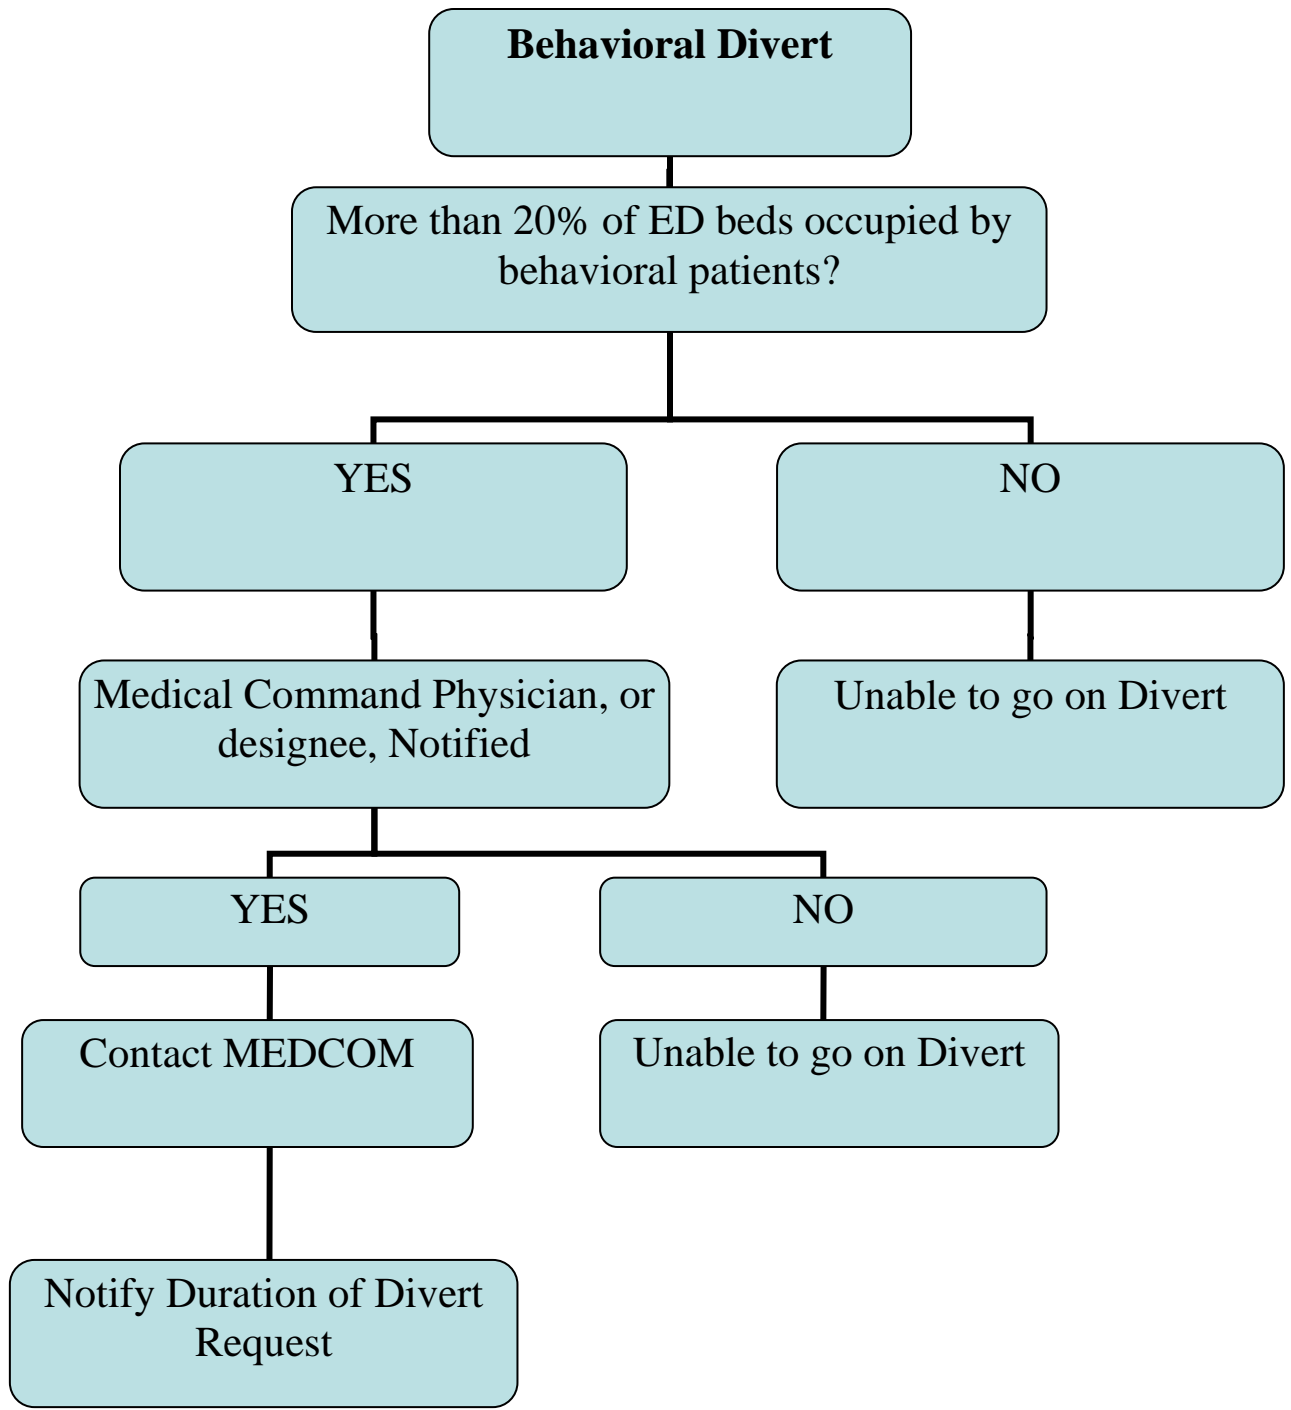 Behavioral Divert
More than 20% of ED beds occupied by
behavioral patients?
YES
NO
Medical Command Physician, or
designee, Notified
Unable to go on Divert
YES
NO
Contact MEDCOM
Unable to go on Divert
Notify Duration of Divert
Request